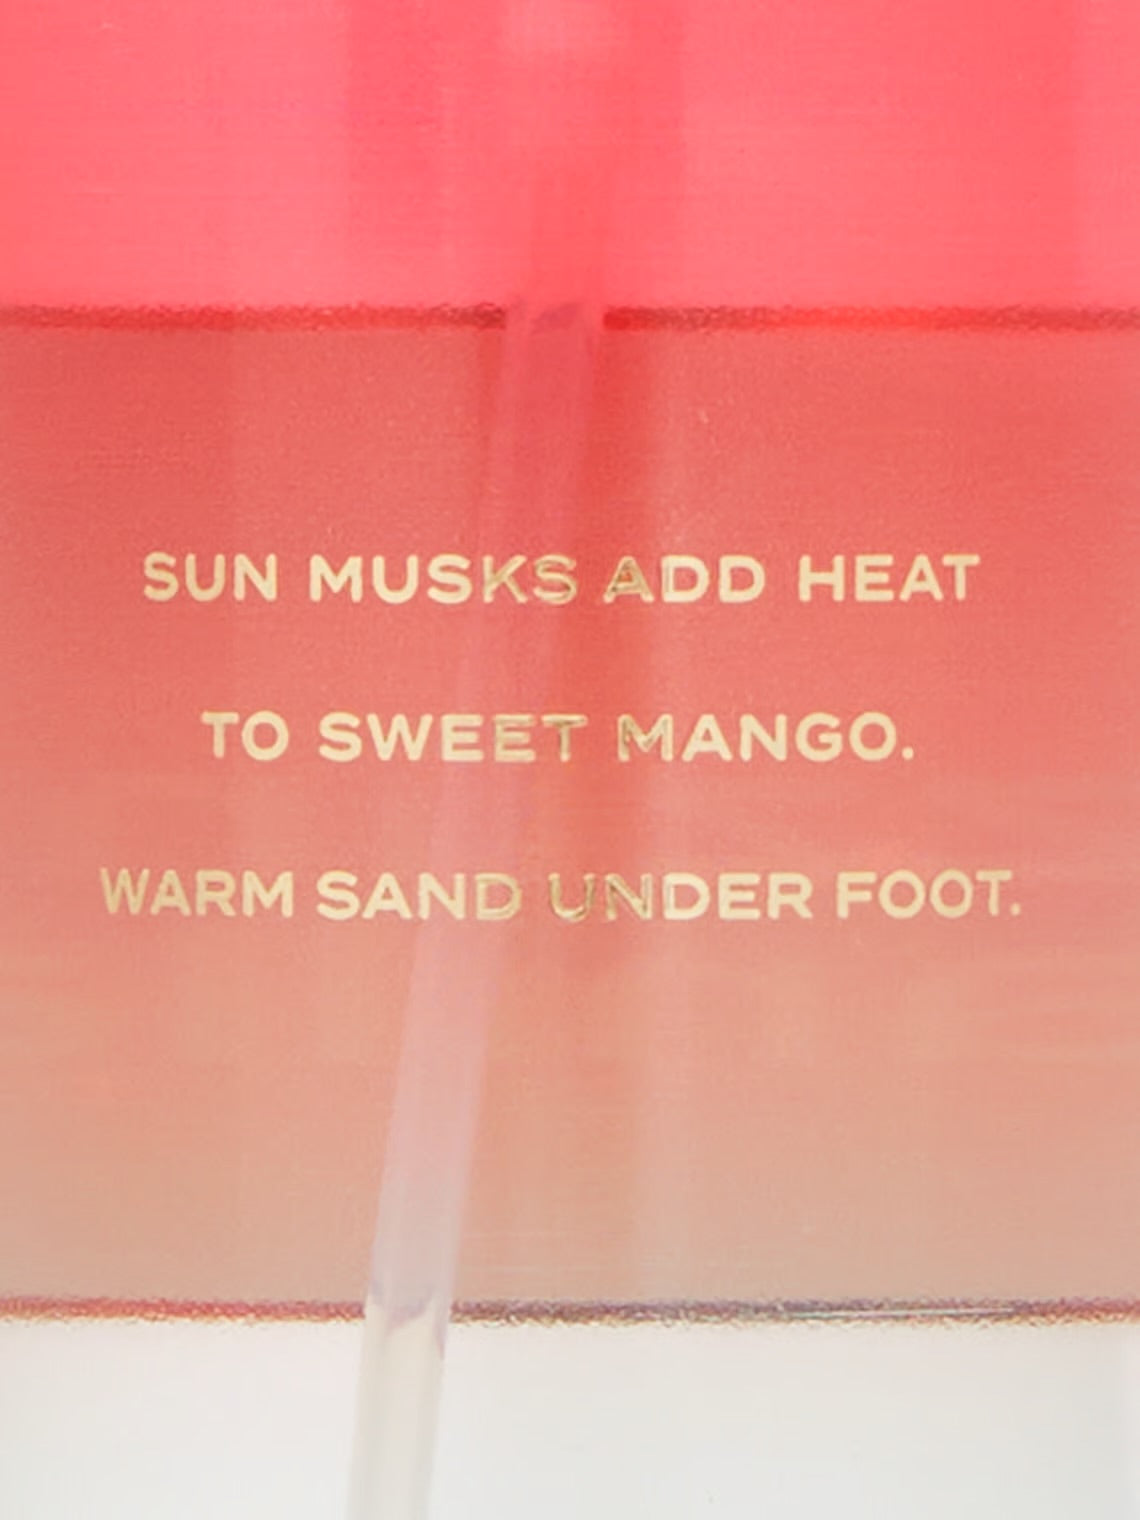 SUN MUSKS ADD HEAT
TO SWEET MANGO.
WARM SAND UNDER FOOT.